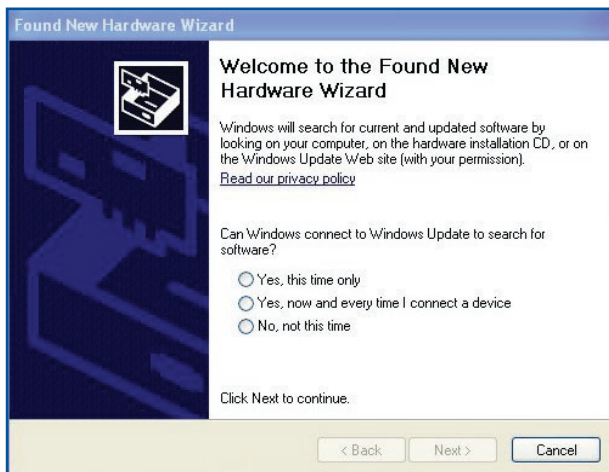 Found New Hardware Wizard
Welcome to the Found New
Hardware Wizard
Windows will search for current and updated software by
looking on your computer, on the hardware installation CD, or on
the Windows Update Web site (with your permission).
Read our privacy policy
Can Windows connect to Windows Update to search for
software?
Yes, this time only
Yes, now and every time I connect a device
No, not this time
Click Next to continue.
< Back
Next >
Cancel